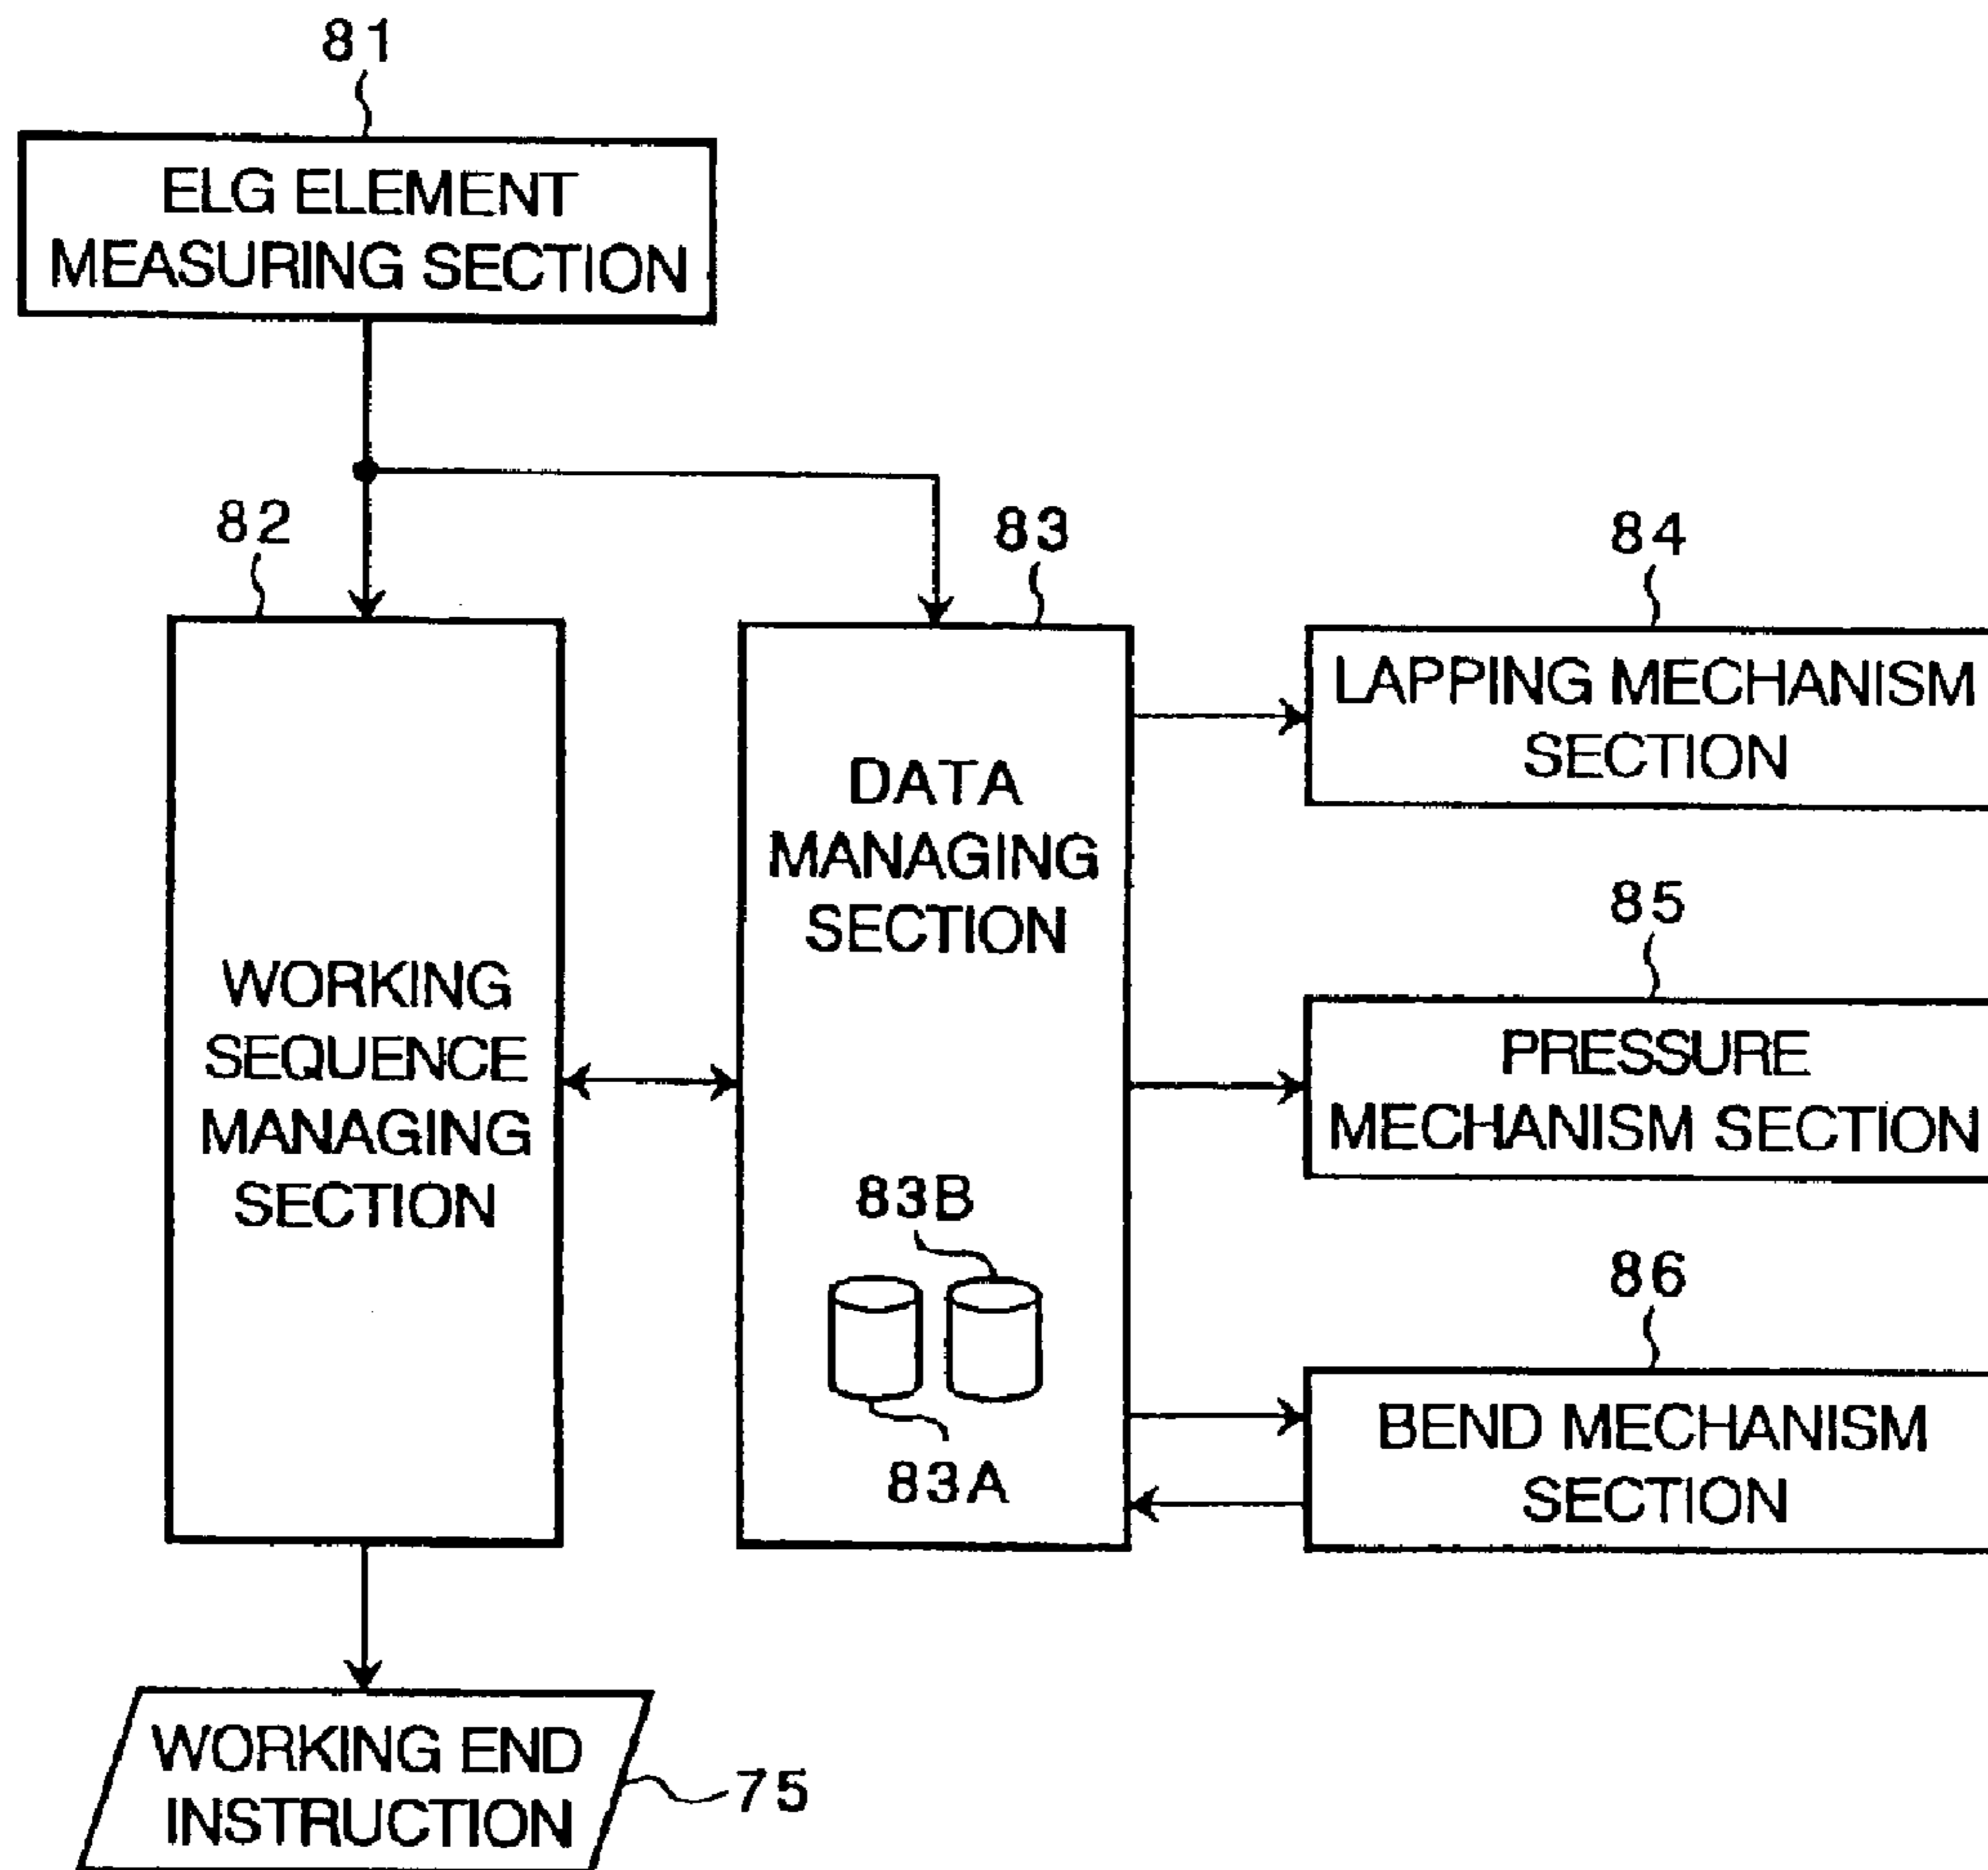 81
ELG ELEMENT
MEASURING SECTION
82
83
84
LAPPING MECHANISM
SECTION
DATA
MANAGING
SECTION
85
WORKING
SEQUENCE
MANAGING
SECTION
PRESSURE
MECHANISM SECTION
83B
86
83A
BEND MECHANISM
SECTION
WORKING END
INSTRUCTION
75